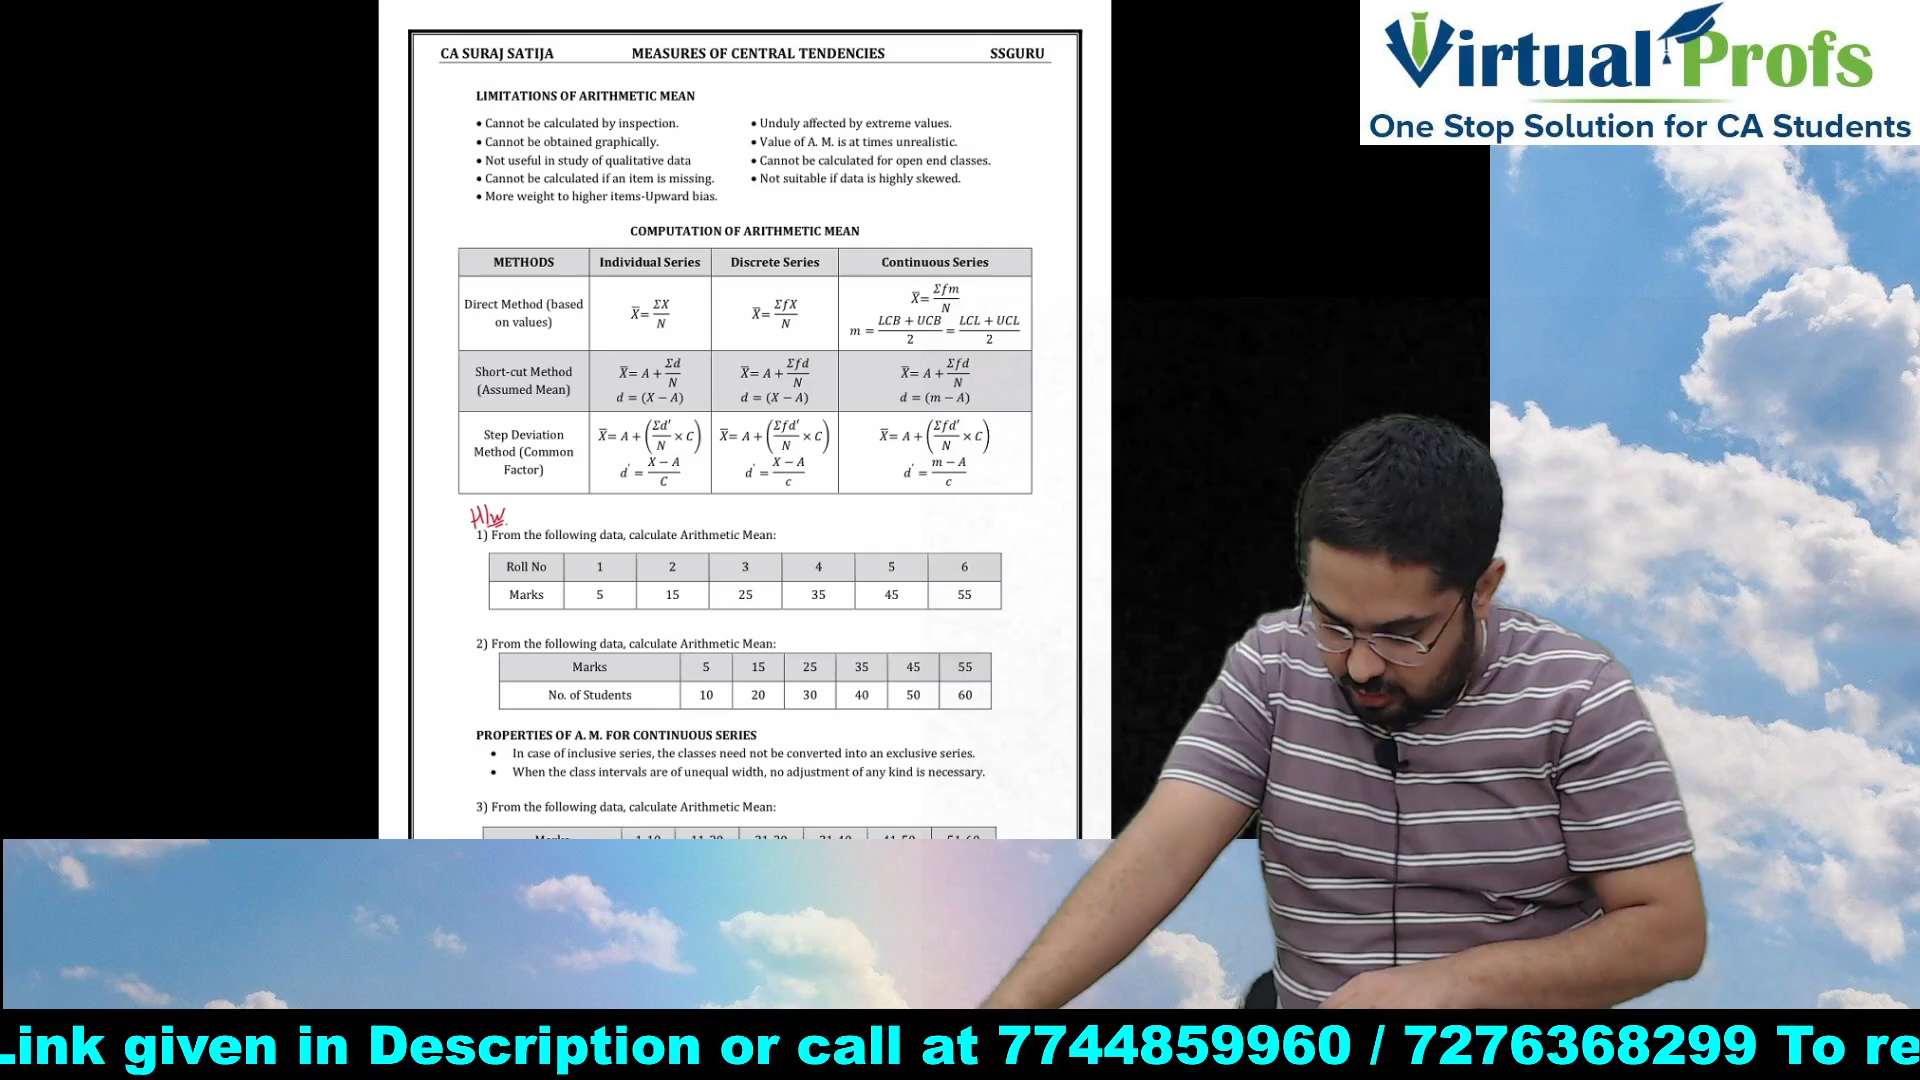 CA SURAJ SATIJA MEASURES OF CENTRAL TENDENCIES SSGURU
LIMITATIONS OF ARITHMETIC MEAN
• Cannot be calculated by inspection.
• Cannot be obtained graphically.
• Not useful in study of qualitative data
• Cannot be calculated if an item is missing.
• More weight to higher items-Upward bias.
• Unduly affected by extreme values.
• Value of A. M. is at times unrealistic.
• Cannot be calculated for open end classes.
• Not suitable if data is highly skewed.
COMPUTATION OF ARITHMETIC MEAN
METHODS Individual Series Discrete Series Continuous Series
Direct Method (based on values) X̅= ΣX/N X̅= ΣfX/N X̅= Σfm/N
m = (LCB + UCB)/2 = (LCL + UCL)/2
Short-cut Method (Assumed Mean) X̅= A + Σd/N X̅= A + Σfd/N X̅= A + Σfd/N
d = (X − A) d = (X − A) d = (m − A)
Step Deviation Method (Common Factor) X̅= A + (Σd′/N × C) X̅= A + (Σfd′/N × C) X̅= A + (Σfd′/N × C)
d′ = (X − A)/C d′ = (X − A)/c d′ = (m − A)/c
H/w.
1) From the following data, calculate Arithmetic Mean:
Roll No 1 2 3 4 5 6
Marks 5 15 25 35 45 55
2) From the following data, calculate Arithmetic Mean:
Marks 5 15 25 35 45 55
No. of Students 10 20 30 40 50 60
PROPERTIES OF A. M. FOR CONTINUOUS SERIES
• In case of inclusive series, the classes need not be converted into an exclusive series.
• When the class intervals are of unequal width, no adjustment of any kind is necessary.
3) From the following data, calculate Arithmetic Mean:
Virtual Profs
One Stop Solution for CA Students
Link given in Description or call at 7744859960 / 7276368299 To re